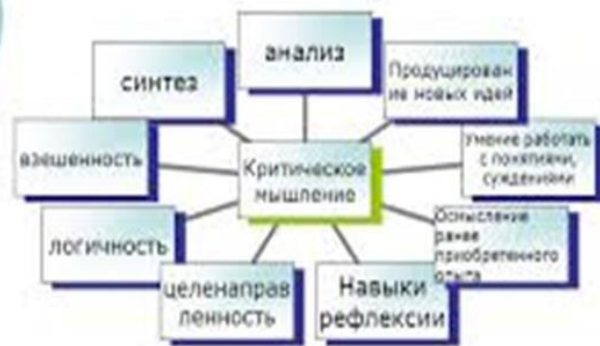 анализ
синтез
Продуцирован
ие новых идей
взешенность
Критическое
мышление
Умение работать
с понятиями,
суждениями
логичность
Осмысление
ранее
приобретенного
опыта
целенаправ
ленность
Навыки
рефлексии